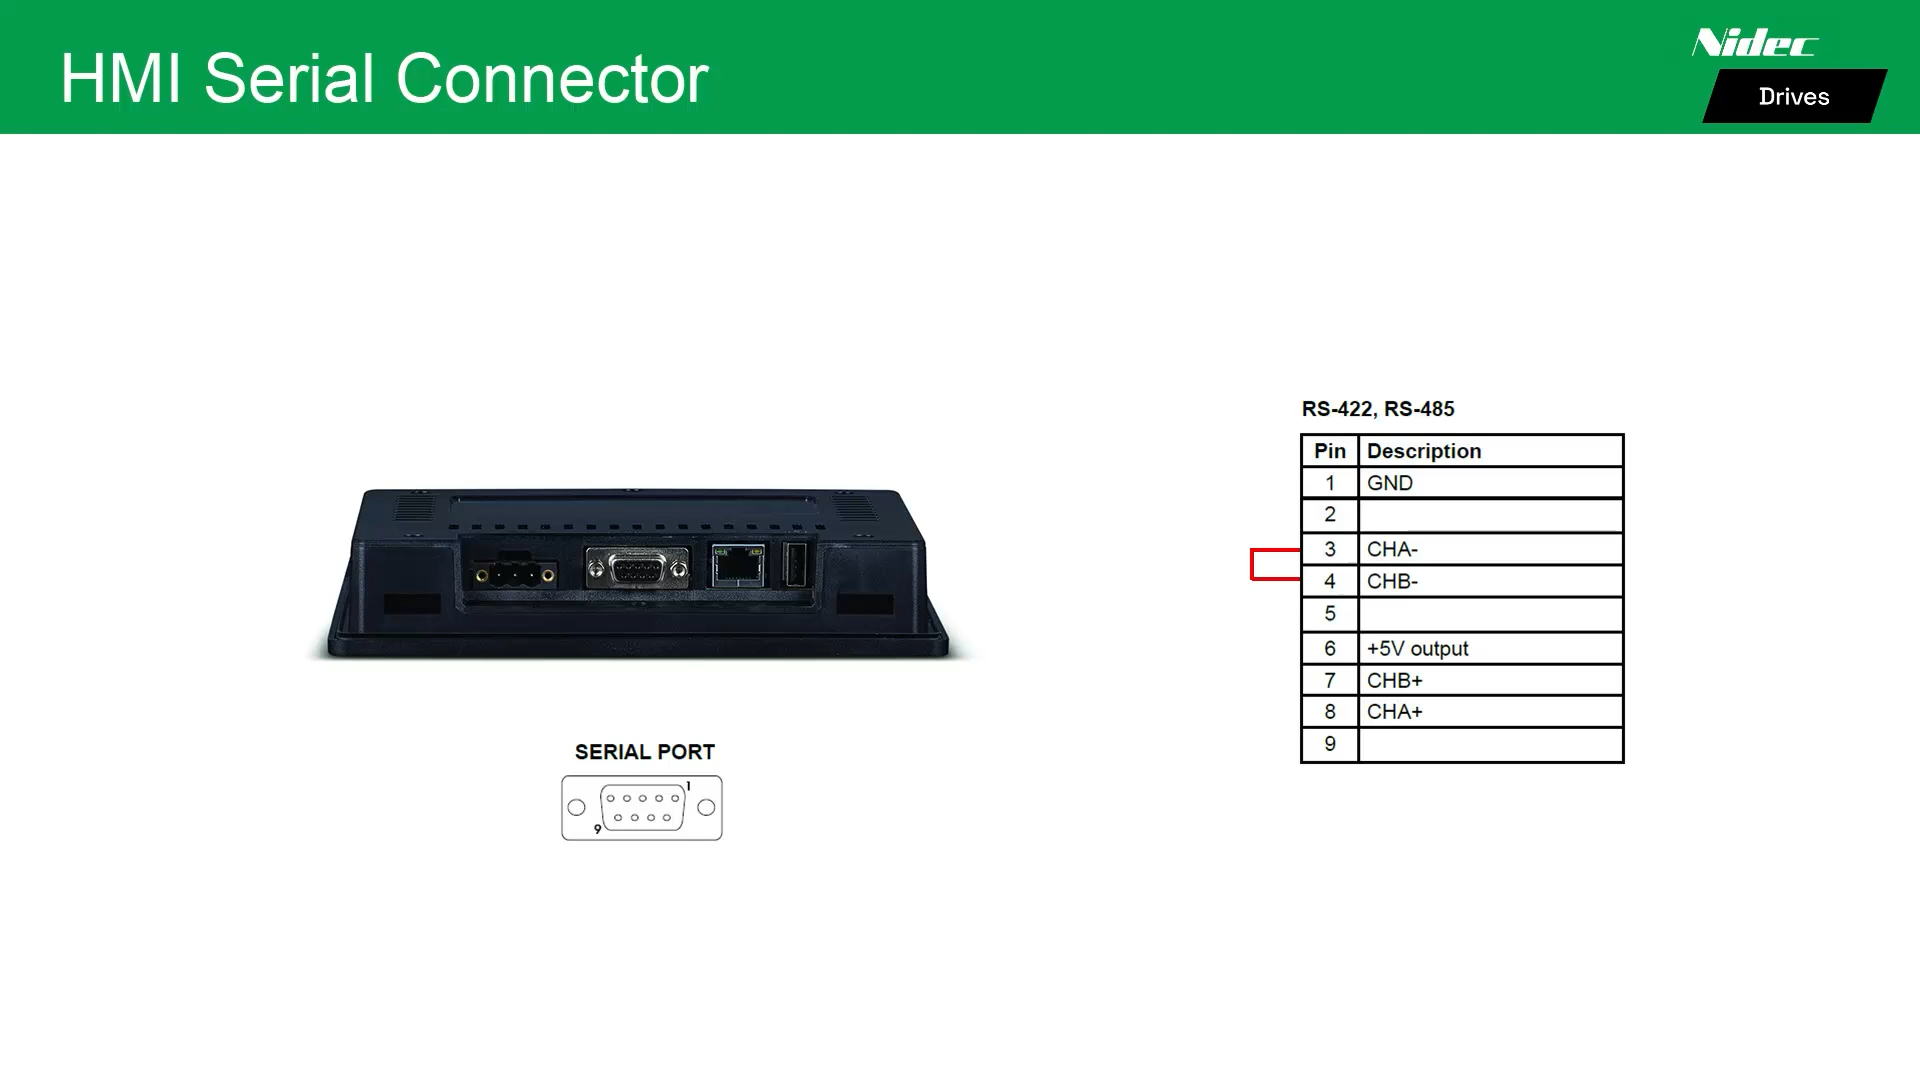 HMI Serial Connector
Nidec
Drives
RS-422, RS-485
Pin Description
1 GND
2
3 CHA-
4 CHB-
5
6 +5V output
7 CHB+
8 CHA+
9
SERIAL PORT
1
9